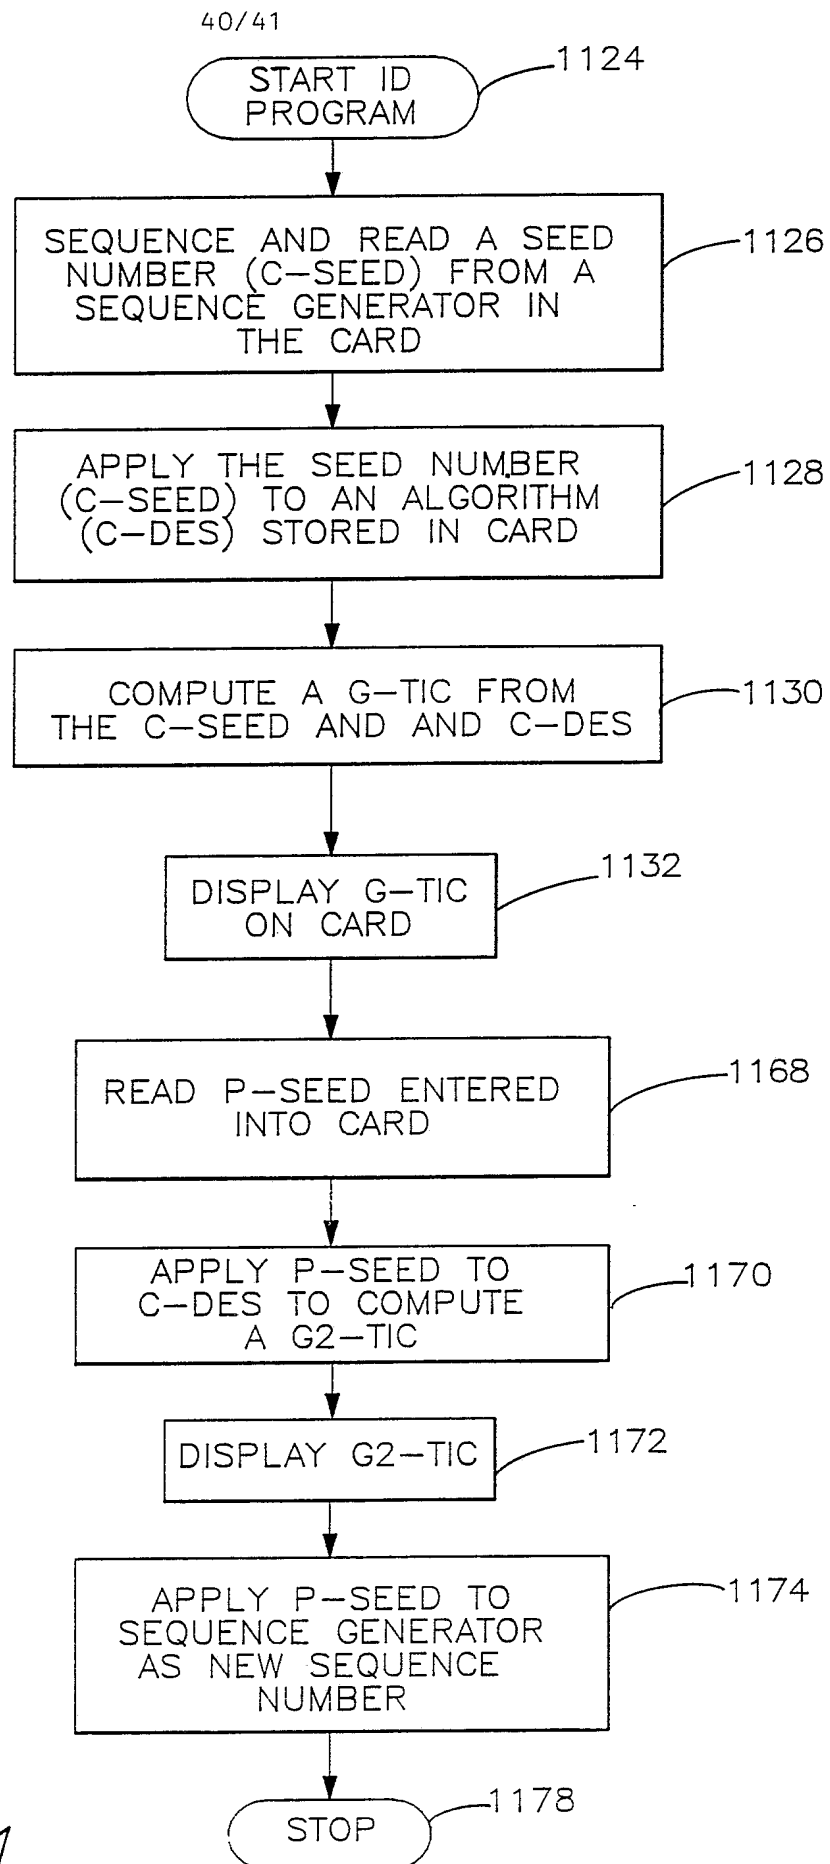 40/41
START ID
PROGRAM
1124
SEQUENCE AND READ A SEED
NUMBER (C-SEED) FROM A
SEQUENCE GENERATOR IN
THE CARD
1126
APPLY THE SEED NUMBER
(C-SEED) TO AN ALGORITHM
(C-DES) STORED IN CARD
1128
COMPUTE A G-TIC FROM
THE C-SEED AND AND C-DES
1130
DISPLAY G-TIC
ON CARD
1132
READ P-SEED ENTERED
INTO CARD
1168
APPLY P-SEED TO
C-DES TO COMPUTE
A G2-TIC
1170
DISPLAY G2-TIC
1172
APPLY P-SEED TO
SEQUENCE GENERATOR
AS NEW SEQUENCE
NUMBER
1174
STOP
1178